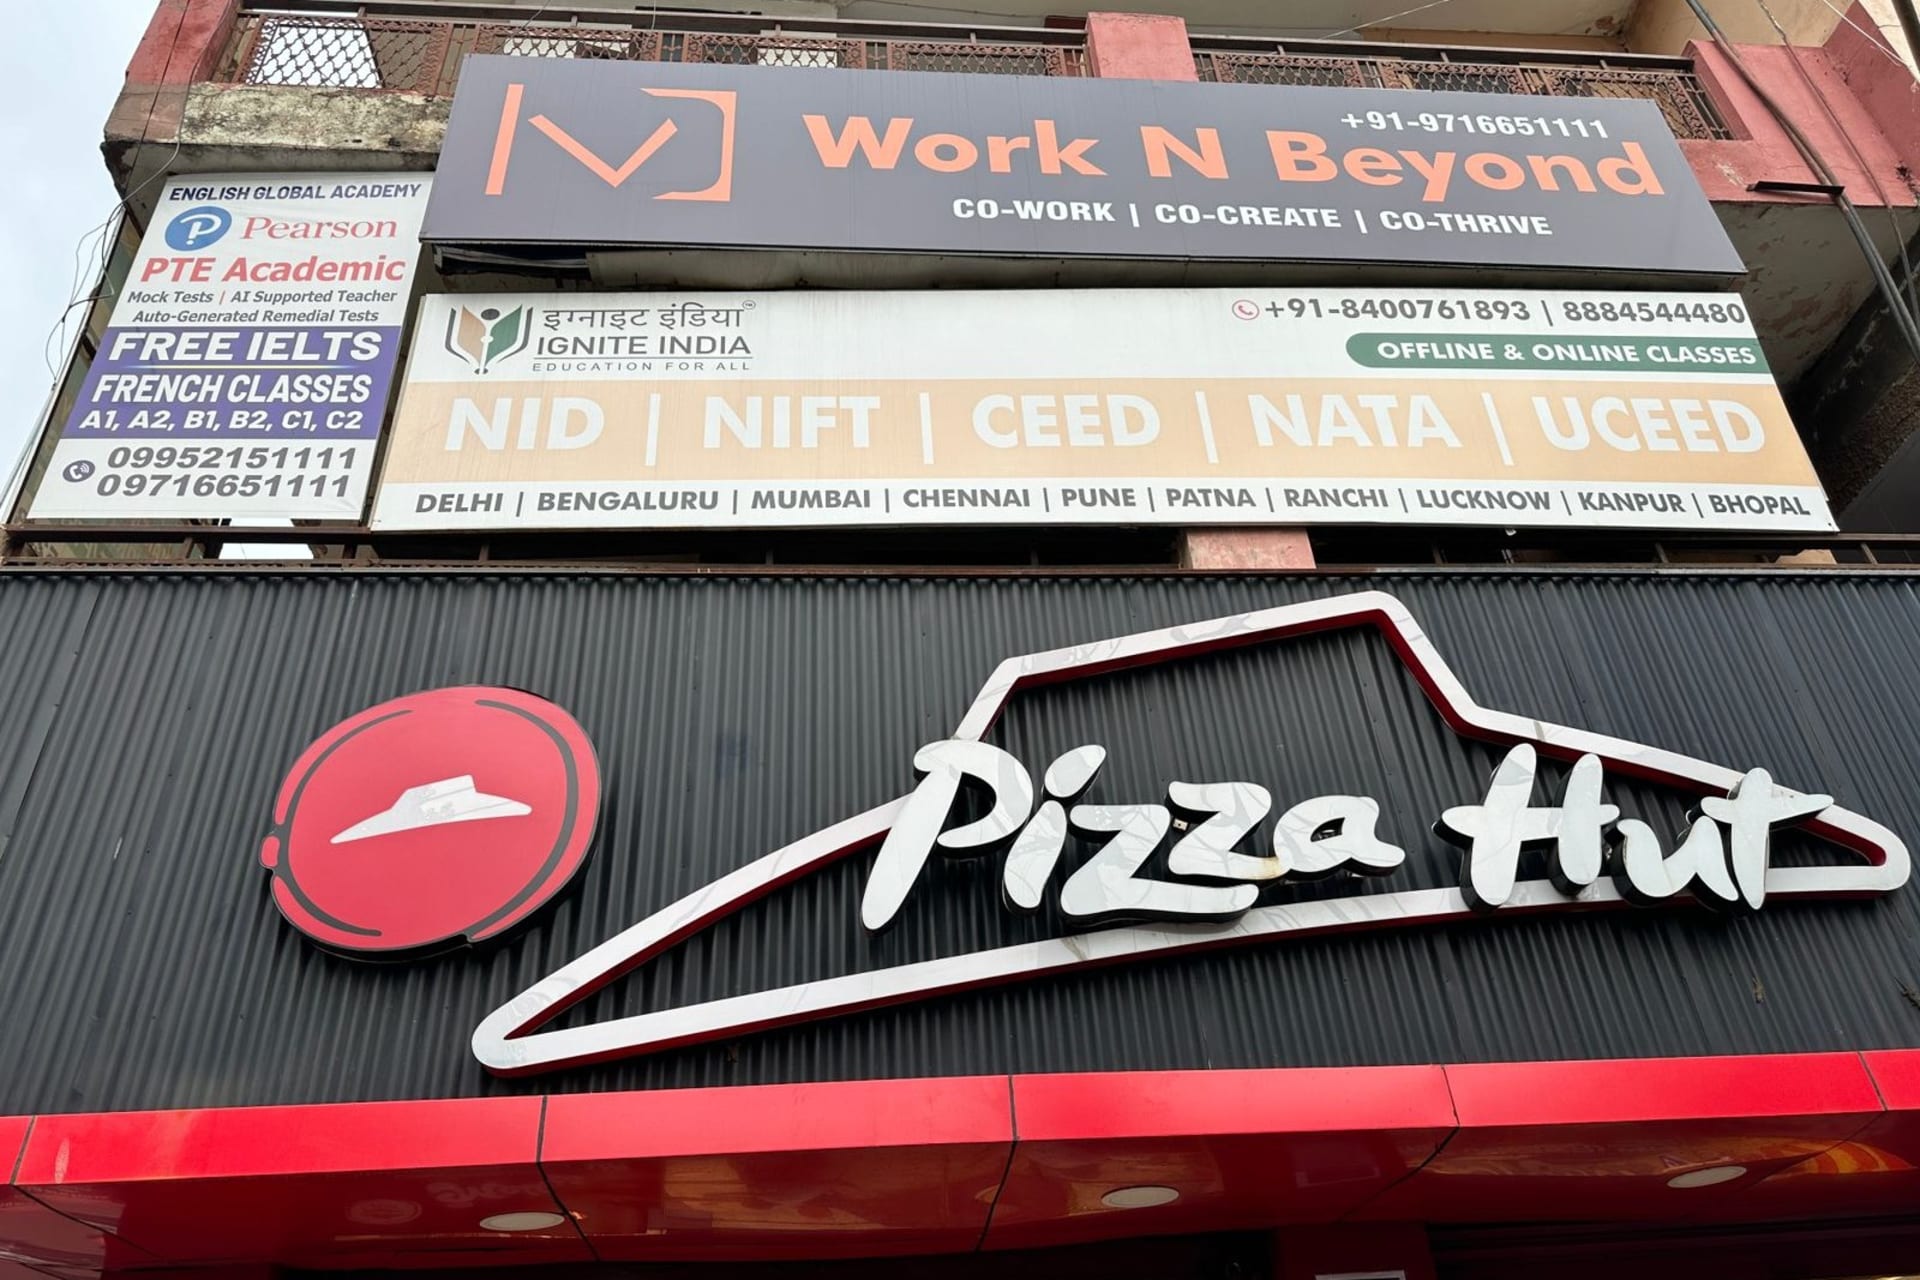 +91-9716651111
Work N Beyond
CO-WORK | CO-CREATE | CO-THRIVE
ENGLISH GLOBAL ACADEMY
Pearson
PTE Academic
Mock Tests | AI Supported Teacher
Auto-Generated Remedial Tests
FREE IELTS
FRENCH CLASSES
A1, A2, B1, B2, C1, C2
09952151111
09716651111
इग्नाइट इंडिया™
IGNITE INDIA
EDUCATION FOR ALL
+91-8400761893 | 8884544480
OFFLINE & ONLINE CLASSES
NID | NIFT | CEED | NATA | UCEED
DELHI | BENGALURU | MUMBAI | CHENNAI | PUNE | PATNA | RANCHI | LUCKNOW | KANPUR | BHOPAL
Pizza Hut